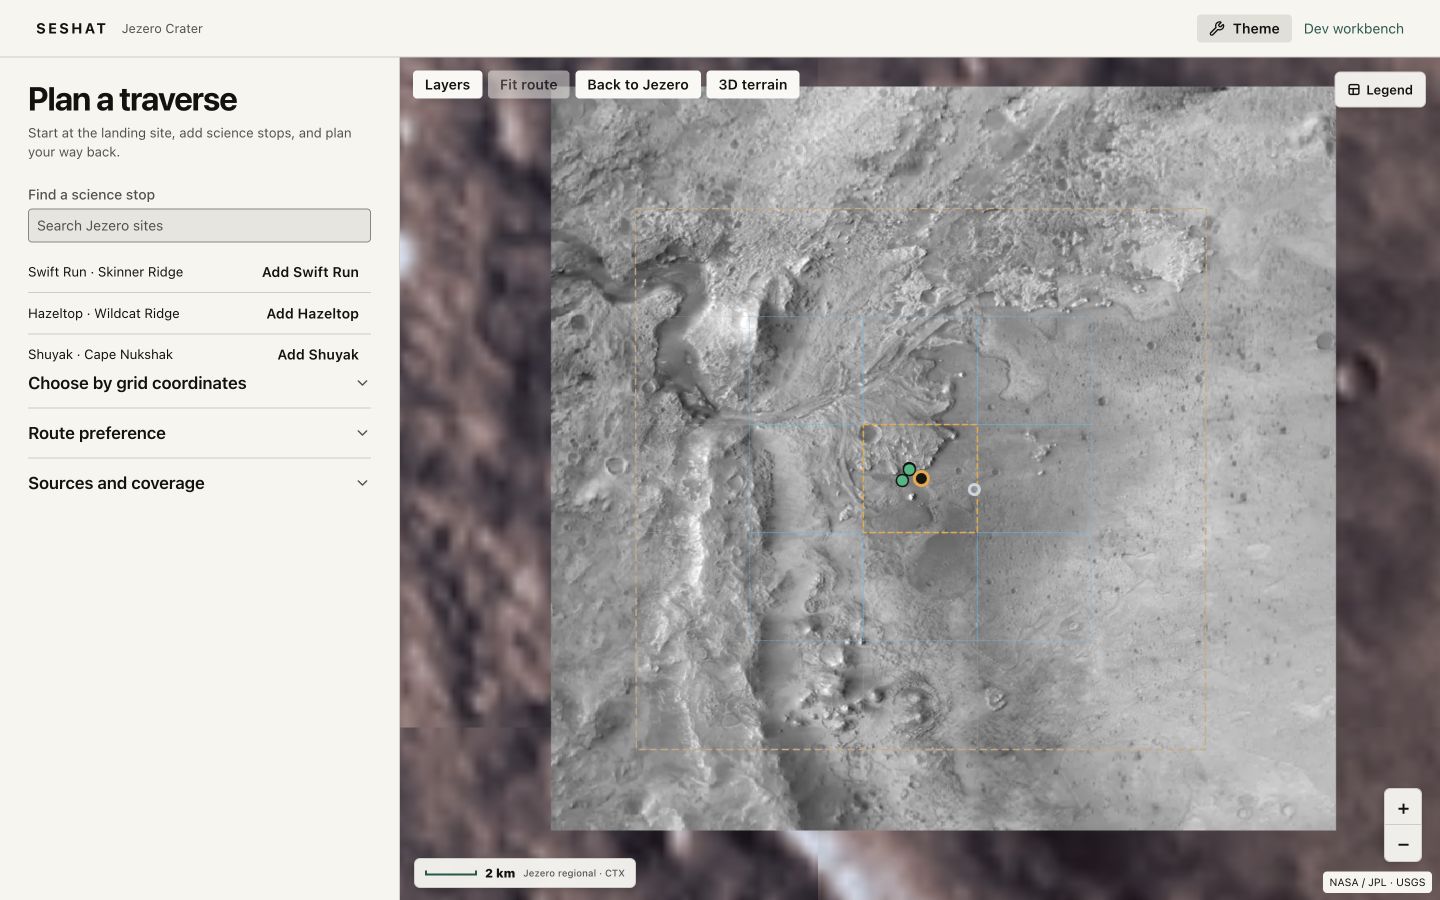 SESHAT
Jezero Crater
Theme
Dev workbench
Plan a traverse
Start at the landing site, add science stops, and plan
your way back.
Find a science stop
Search Jezero sites
Swift Run · Skinner Ridge
Add Swift Run
Hazeltop · Wildcat Ridge
Add Hazeltop
Shuyak · Cape Nukshak
Add Shuyak
Choose by grid coordinates
Route preference
Sources and coverage
Layers
Fit route
Back to Jezero
3D terrain
Legend
+
−
2 km
Jezero regional · CTX
NASA / JPL · USGS